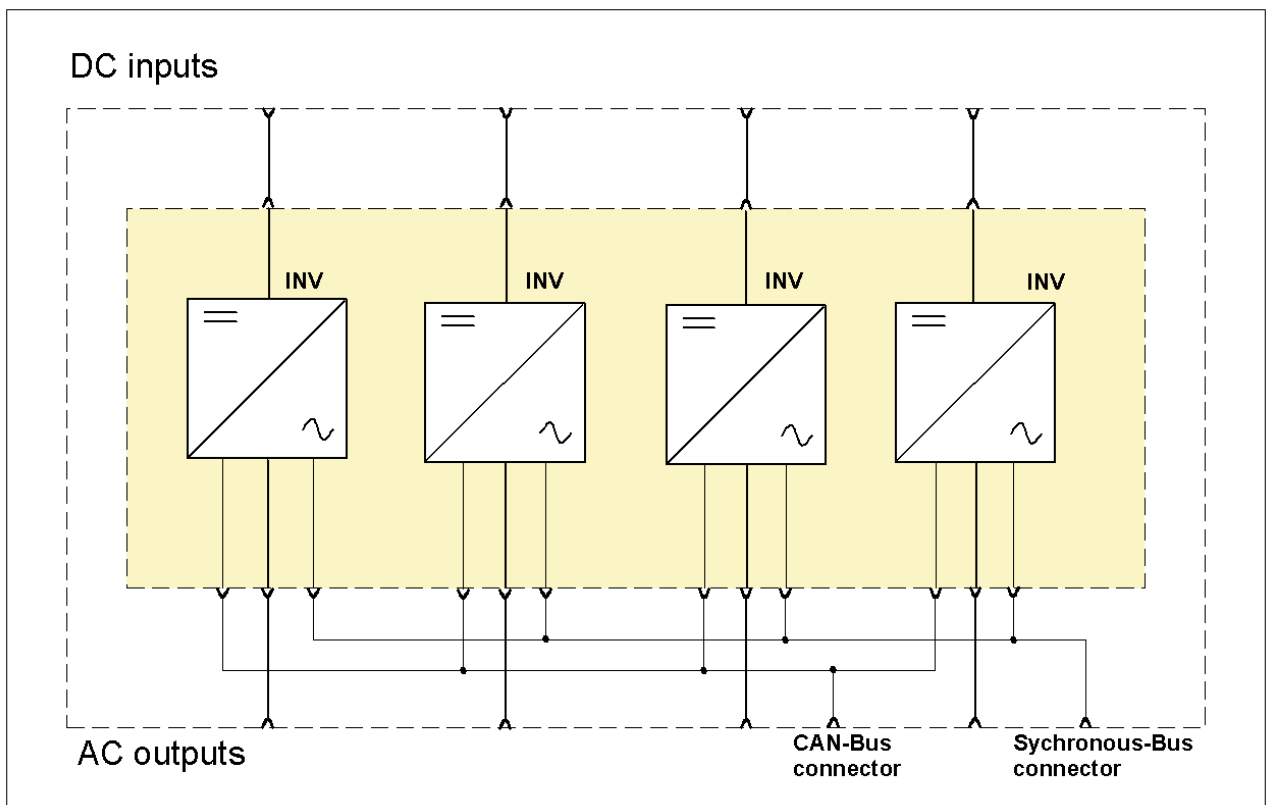 DC inputs
INV
INV
INV
INV
AC outputs
CAN-Bus
connector
Sychronous-Bus
connector